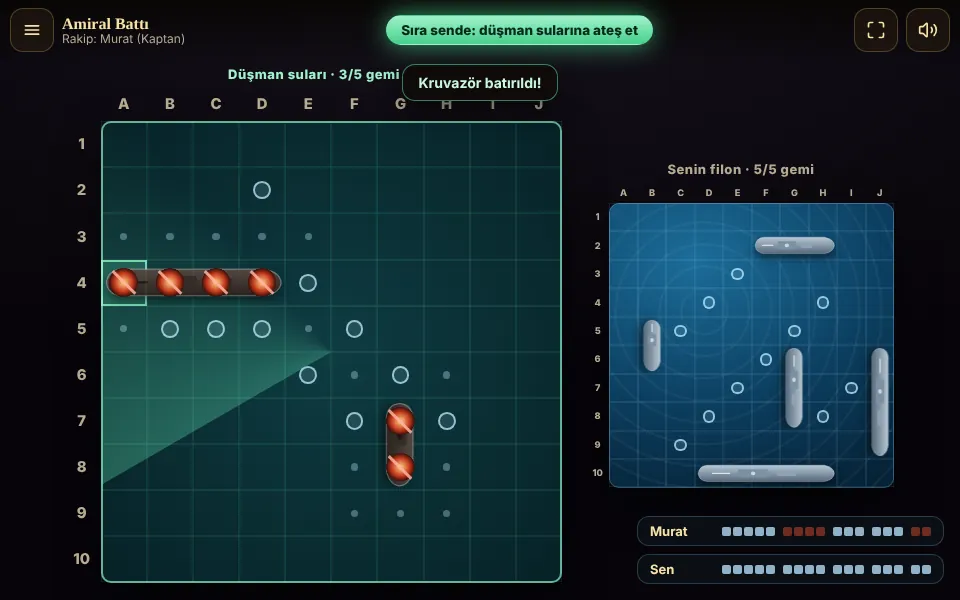 Amiral Battı
Rakip: Murat (Kaptan)
Sıra sende: düşman sularına ateş et
Düşman suları · 3/5 gemi
Kruvazör batırıldı!
A B C D E F G H I J
1
2
3
4
5
6
7
8
9
10
Senin filon · 5/5 gemi
A B C D E F G H I J
1
2
3
4
5
6
7
8
9
10
Murat
Sen